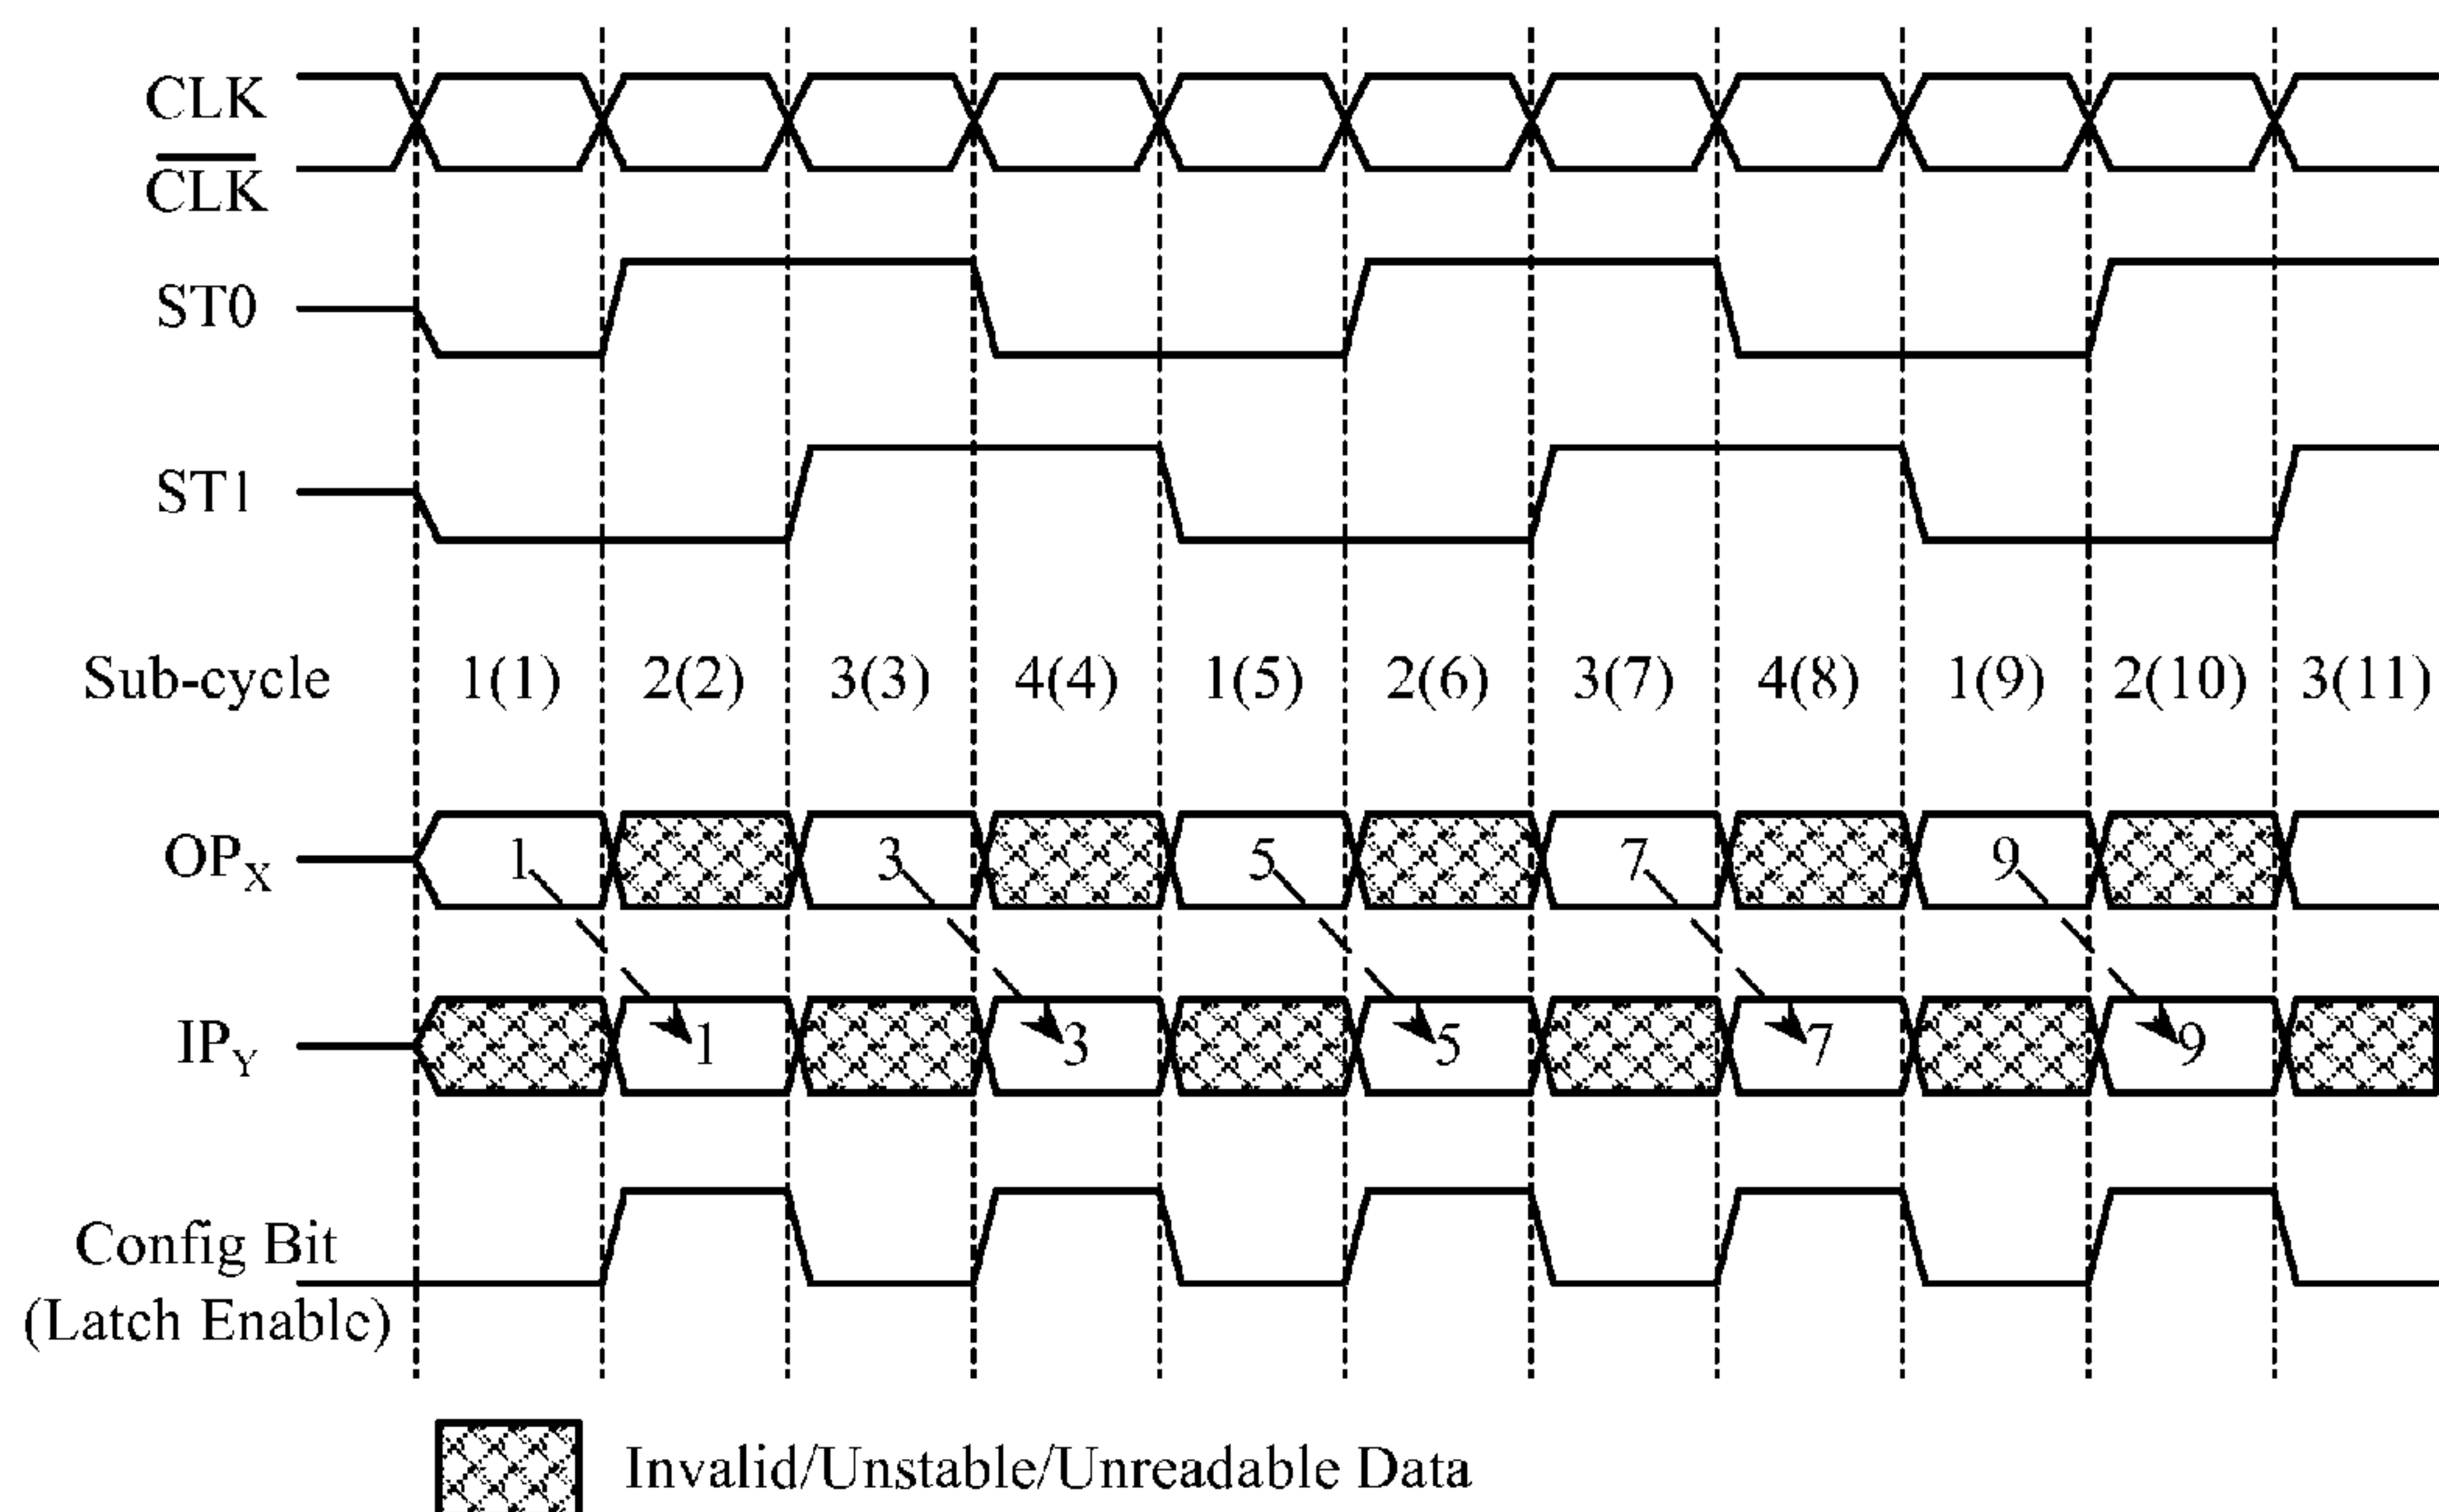 CLK
CLK
ST0
ST1
Sub-cycle 1(1) 2(2) 3(3) 4(4) 1(5) 2(6) 3(7) 4(8) 1(9) 2(10) 3(11)
OPX 1 3 5 7 9
IPY 1 3 5 7 9
Config Bit
(Latch Enable)
Invalid/Unstable/Unreadable Data